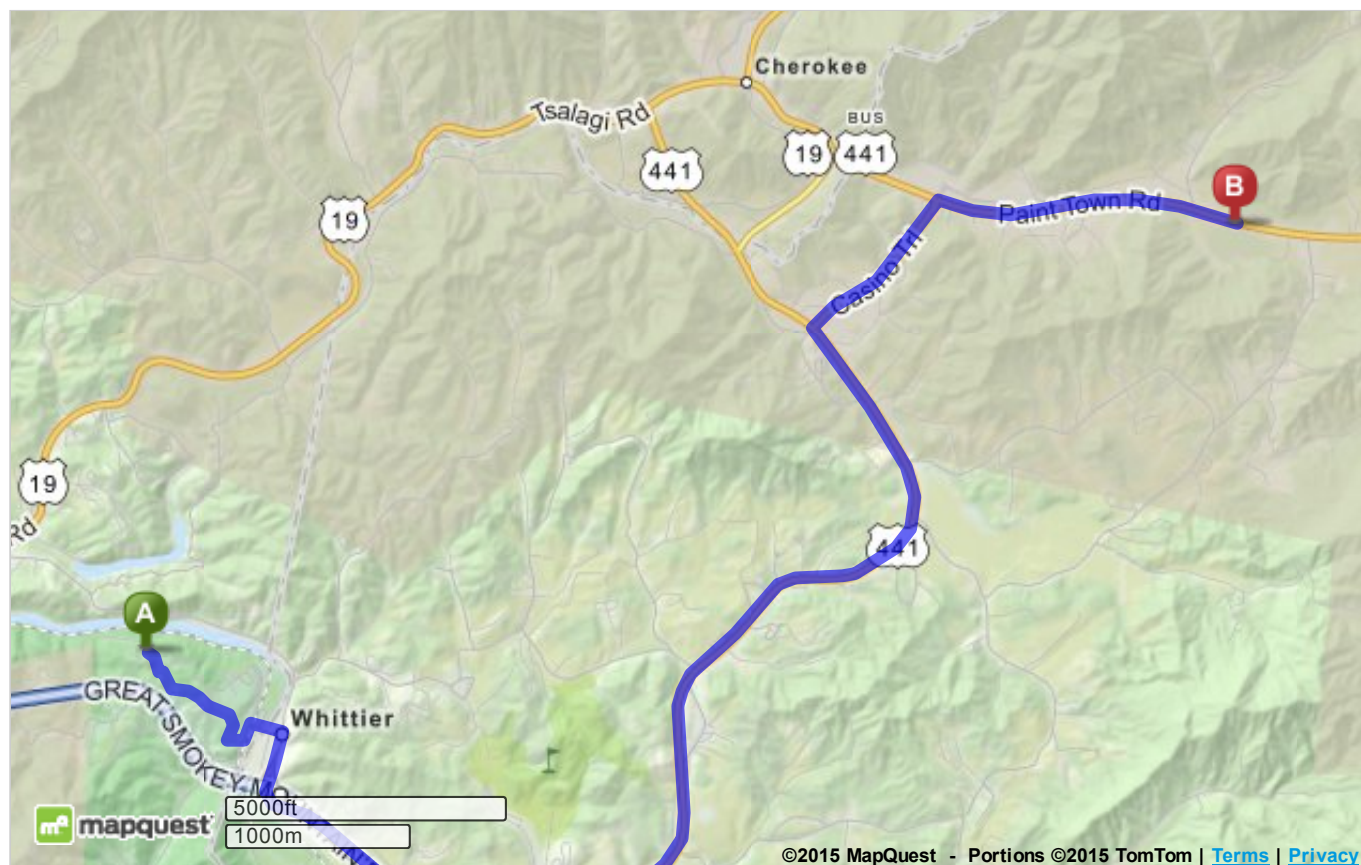 Cherokee
Tsalagi Rd
BUS
441
19
441
19
B
Paint Town Rd
Casino Trl
19
Rd
441
A
GREAT SMOKEY MOUNTAIN
Whittier
5000ft
1000m
mapquest
©2015 MapQuest - Portions ©2015 TomTom | Terms | Privacy